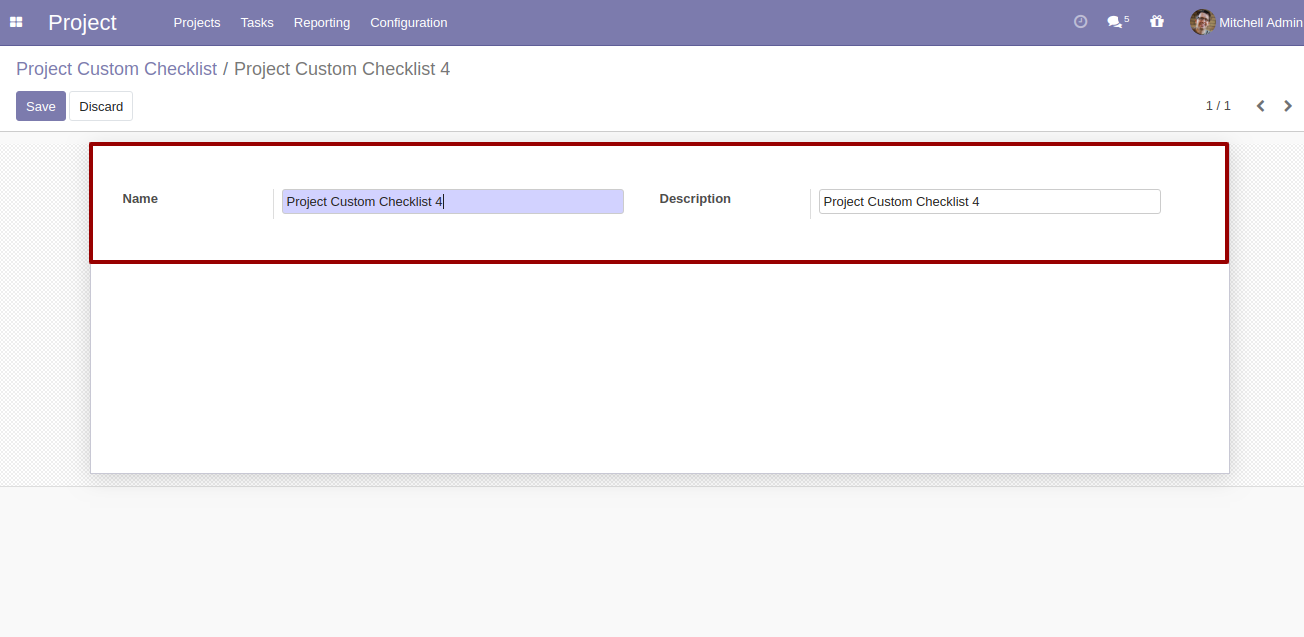 Project Projects Tasks Reporting Configuration 5 Mitchell Admin
Project Custom Checklist / Project Custom Checklist 4
Save Discard 1 / 1
Name Project Custom Checklist 4 Description Project Custom Checklist 4